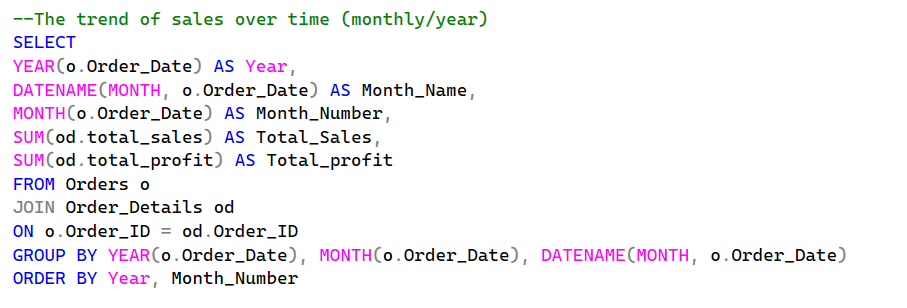 --The trend of sales over time (monthly/year)
SELECT
YEAR(o.Order_Date) AS Year,
DATENAME(MONTH, o.Order_Date) AS Month_Name,
MONTH(o.Order_Date) AS Month_Number,
SUM(od.total_sales) AS Total_Sales,
SUM(od.total_profit) AS Total_profit
FROM Orders o
JOIN Order_Details od
ON o.Order_ID = od.Order_ID
GROUP BY YEAR(o.Order_Date), MONTH(o.Order_Date), DATENAME(MONTH, o.Order_Date)
ORDER BY Year, Month_Number